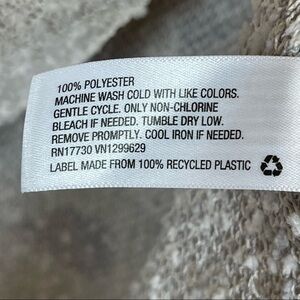 100% POLYESTER
MACHINE WASH COLD WITH LIKE COLORS.
GENTLE CYCLE. ONLY NON-CHLORINE
BLEACH IF NEEDED. TUMBLE DRY LOW.
REMOVE PROMPTLY. COOL IRON IF NEEDED.
RN17730 VN1299629
LABEL MADE FROM 100% RECYCLED PLASTIC